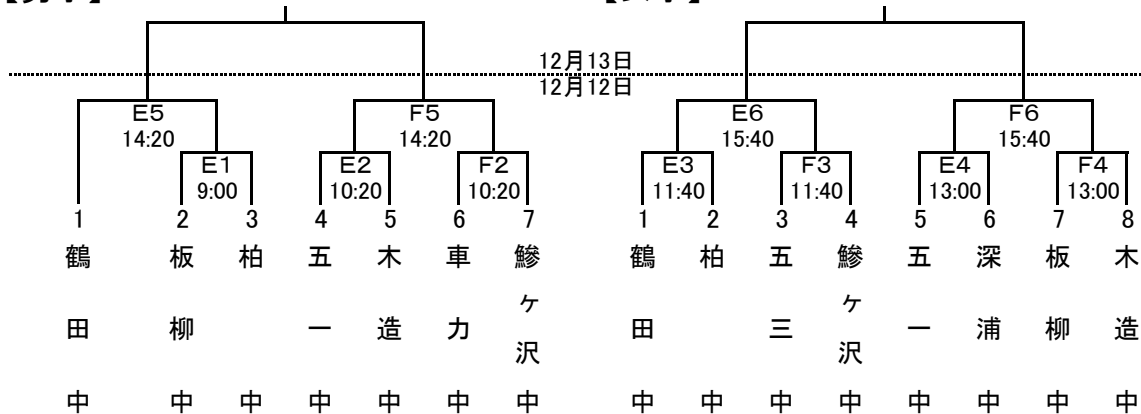 12月13日
12月12日
E5 F5 E6 F6
14:20 14:20 15:40 15:40
E1 E2 F2 E3 F3 E4 F4
9:00 10:20 10:20 11:40 11:40 13:00 13:00
1 2 3 4 5 6 7 1 2 3 4 5 6 7 8
鶴田中
板柳中
柏中
五一中
木造中
車力中
鰺ヶ沢中
鶴田中
柏中
五三中
鰺ヶ沢中
五一中
深浦中
板柳中
木造中